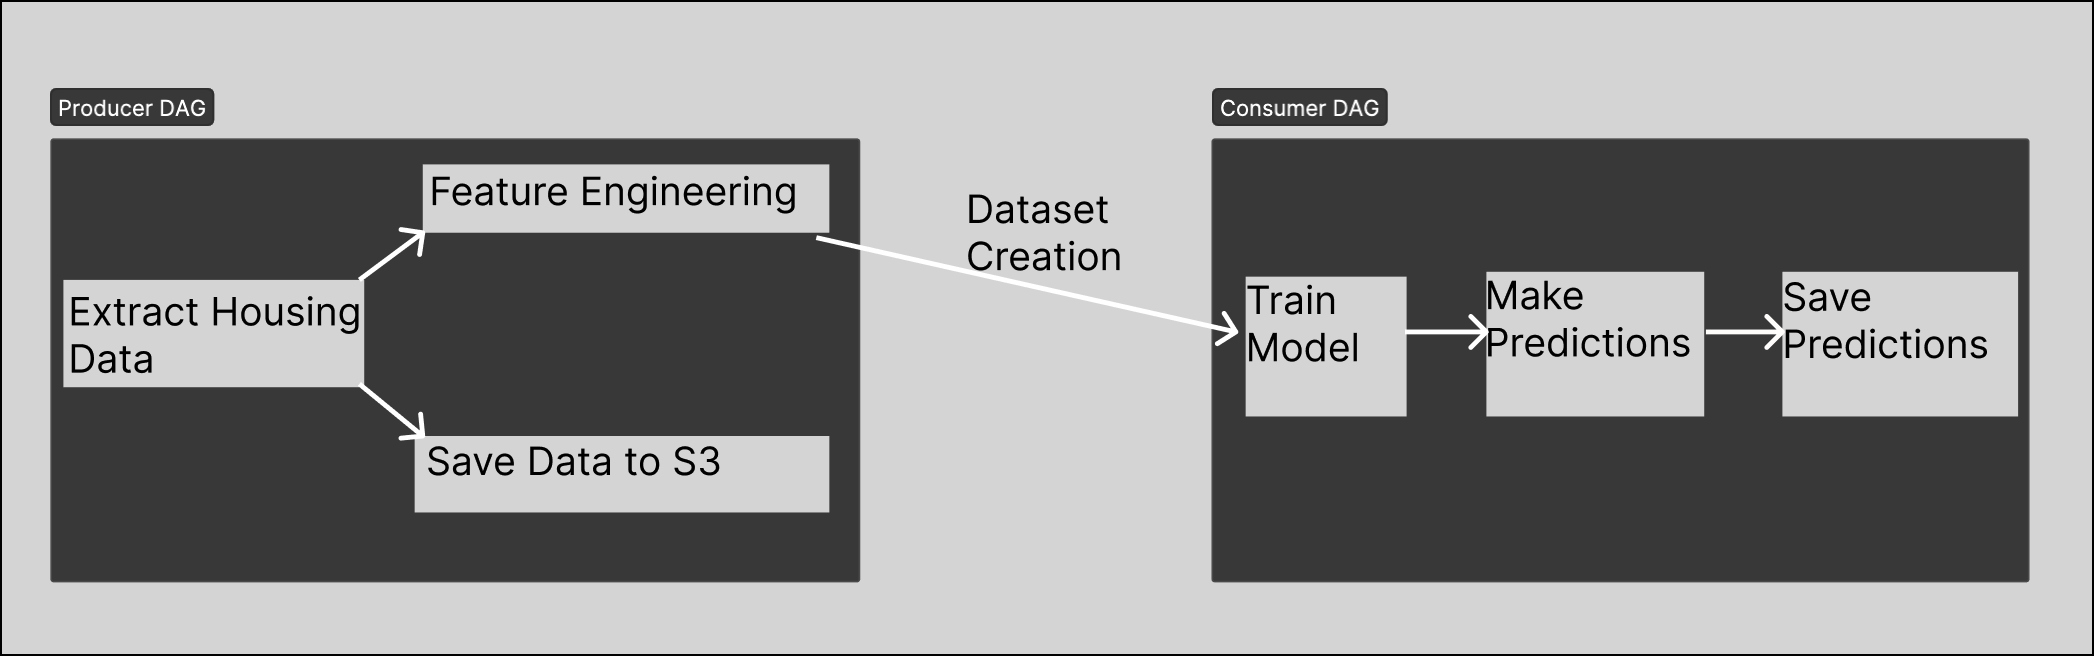 Producer DAG
Feature Engineering
Extract Housing
Data
Save Data to S3
Dataset
Creation
Consumer DAG
Train
Model
Make
Predictions
Save
Predictions